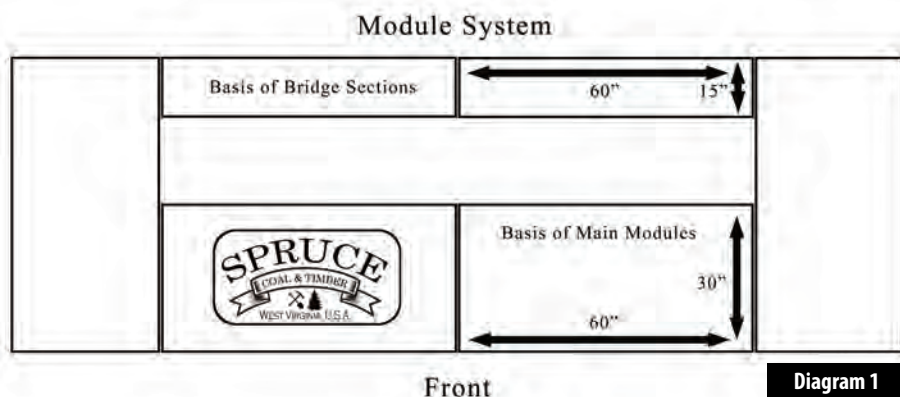 Module System
Basis of Bridge Sections
60”
15”
SPRUCE
COAL & TIMBER
WEST VIRGINIA, U.S.A.
Basis of Main Modules
30“
60”
Front
Diagram 1